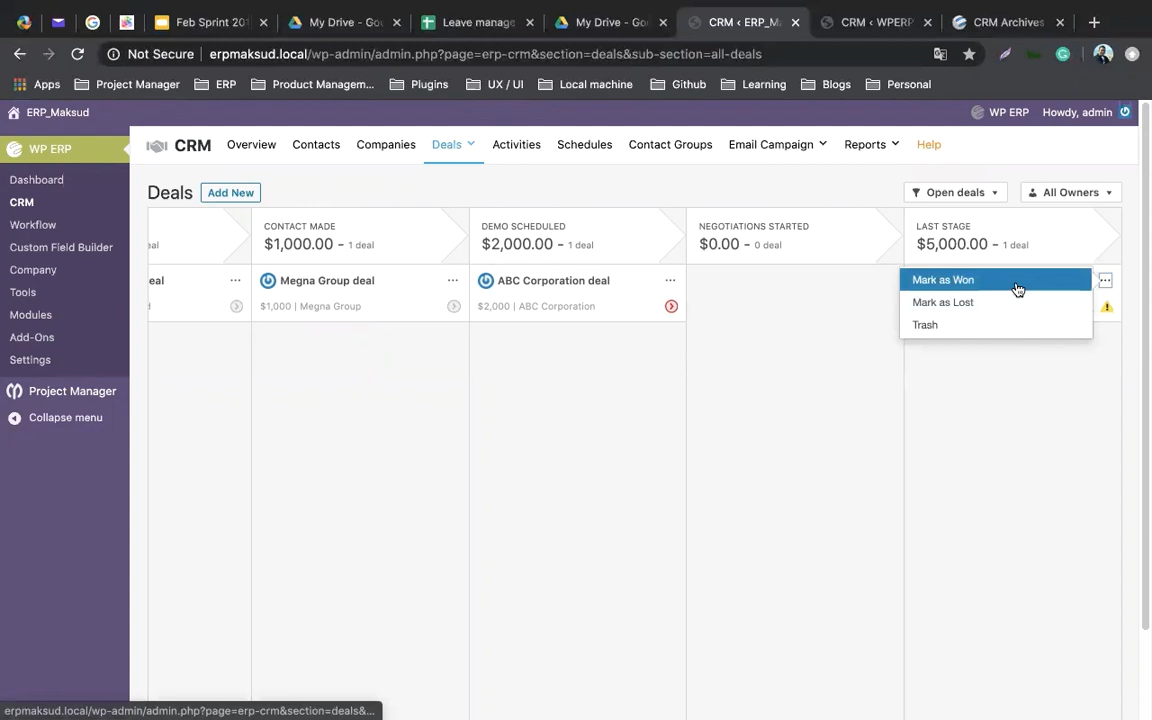 Feb Sprint 201
My Drive - Goo
Leave manage
My Drive - Goo
CRM ‹ ERP_M
CRM ‹ WPERP
CRM Archives
Not Secure
erpmaksud.local/wp-admin/admin.php?page=erp-crm&section=deals&sub-section=all-deals
Apps
Project Manager
ERP
Product Managem...
Plugins
UX / UI
Local machine
Github
Learning
Blogs
Personal
ERP_Maksud
WP ERP
Howdy, admin
WP ERP
Dashboard
CRM
Workflow
Custom Field Builder
Company
Tools
Modules
Add-Ons
Settings
Project Manager
Collapse menu
CRM
Overview
Contacts
Companies
Deals
Activities
Schedules
Contact Groups
Email Campaign
Reports
Help
Deals
Add New
Open deals
All Owners
eal
CONTACT MADE
$1,000.00 - 1 deal
DEMO SCHEDULED
$2,000.00 - 1 deal
NEGOTIATIONS STARTED
$0.00 - 0 deal
LAST STAGE
$5,000.00 - 1 deal
eal
Megna Group deal
$1,000 | Megna Group
ABC Corporation deal
$2,000 | ABC Corporation
Mark as Won
Mark as Lost
Trash
erpmaksud.local/wp-admin/admin.php?page=erp-crm&section=deals&...